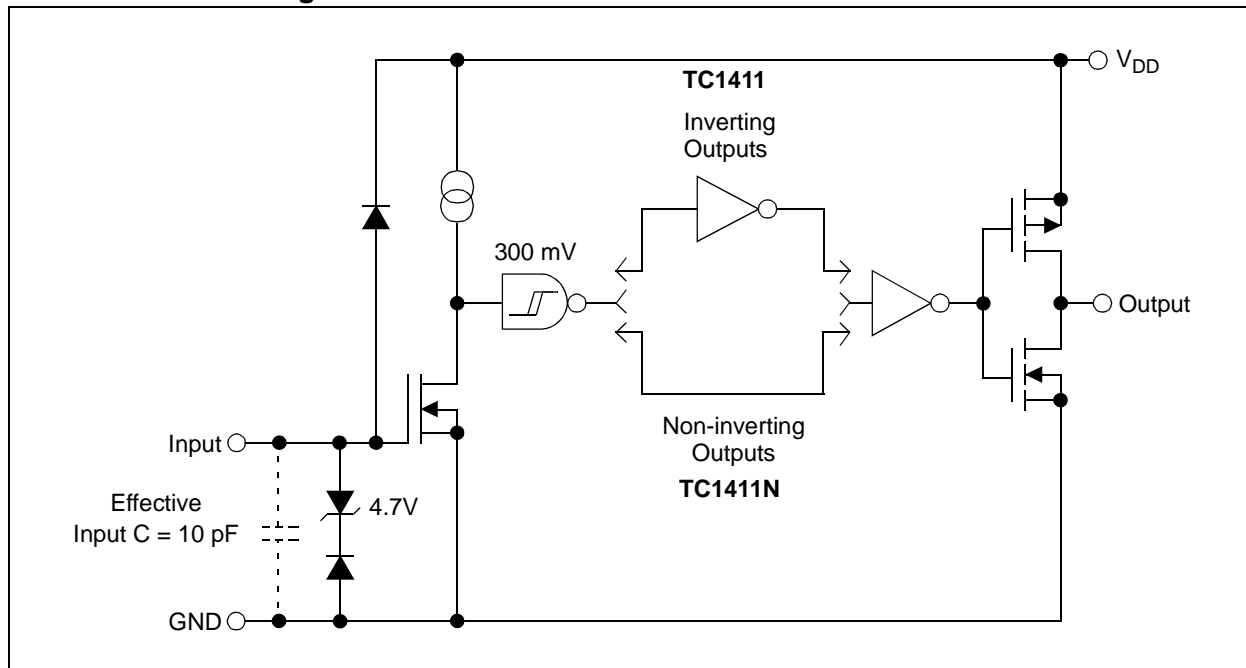 V_DD
TC1411
Inverting
Outputs
300 mV
Output
Input
Non-inverting
Outputs
TC1411N
Effective
Input C = 10 pF
4.7V
GND